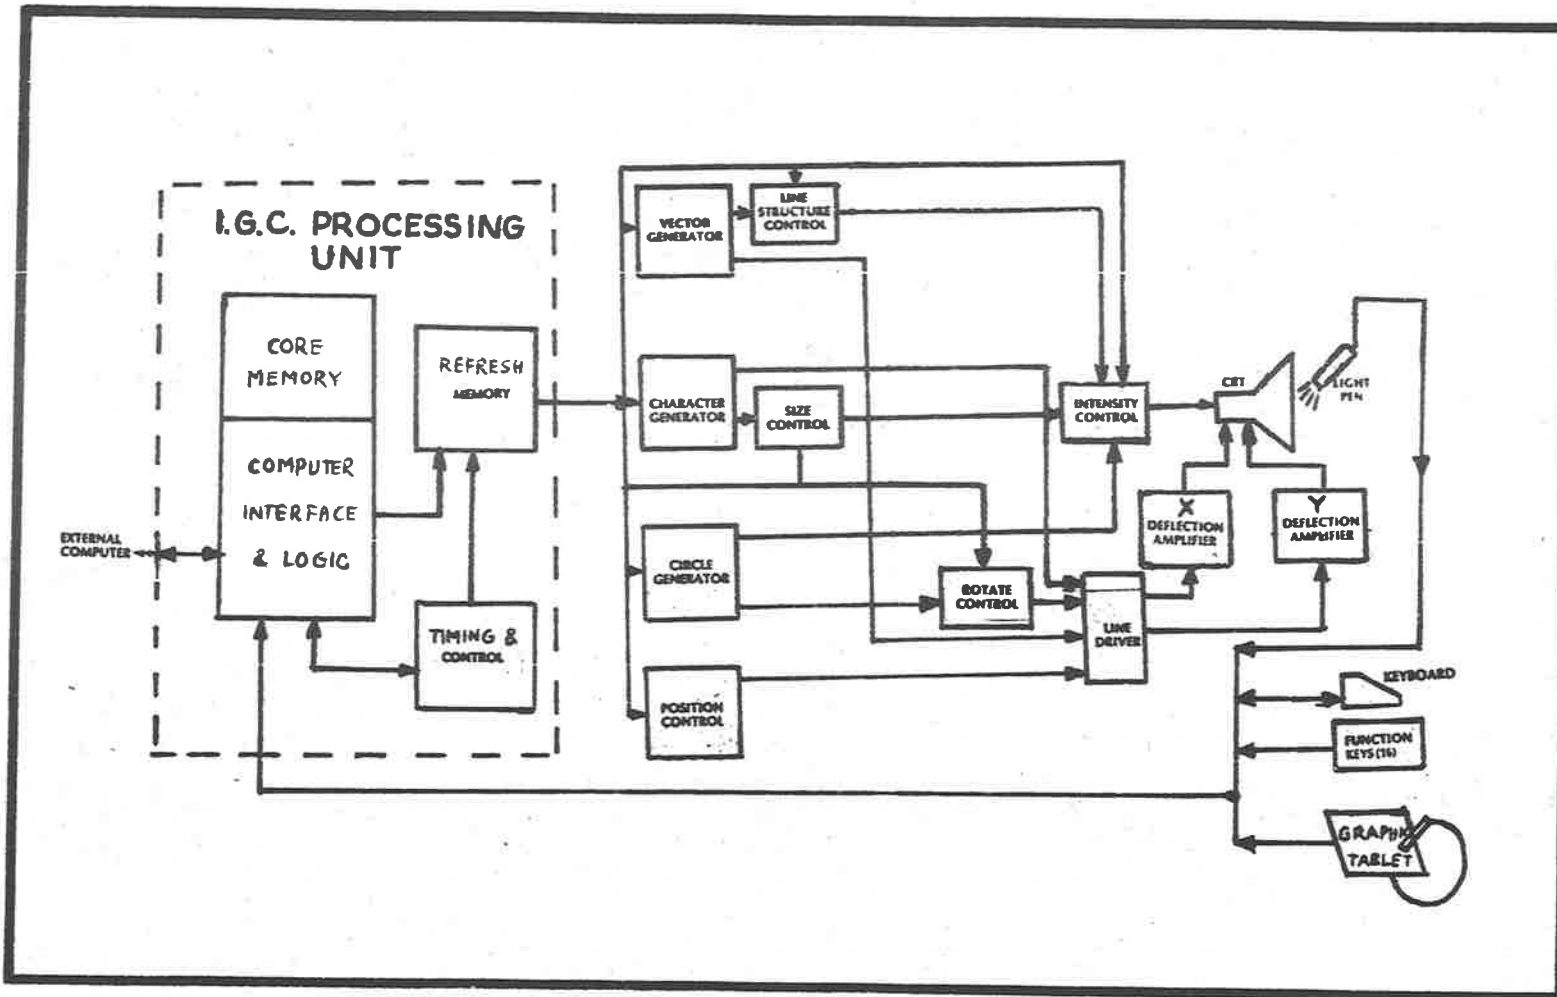 I.G.C. PROCESSING
UNIT
CORE
MEMORY
COMPUTER
INTERFACE
& LOGIC
REFRESH
MEMORY
TIMING &
CONTROL
EXTERNAL
COMPUTER
VECTOR
GENERATOR
LINE
STRUCTURE
CONTROL
CHARACTER
GENERATOR
SIZE
CONTROL
CIRCLE
GENERATOR
POSITION
CONTROL
ROTATE
CONTROL
LINE
DRIVER
INTENSITY
CONTROL
CRT
LIGHT
PEN
X
DEFLECTION
AMPLIFIER
Y
DEFLECTION
AMPLIFIER
KEYBOARD
FUNCTION
KEYS (16)
GRAPHIC
TABLET